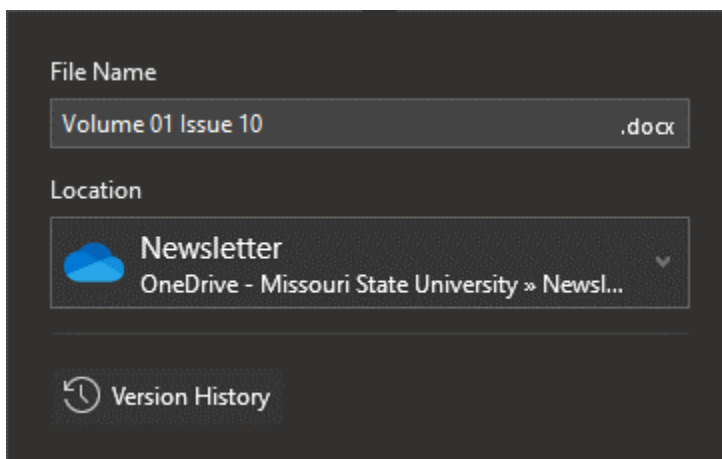 File Name
Volume 01 Issue 10 .docx
Location
Newsletter
OneDrive - Missouri State University » Newsl...
Version History